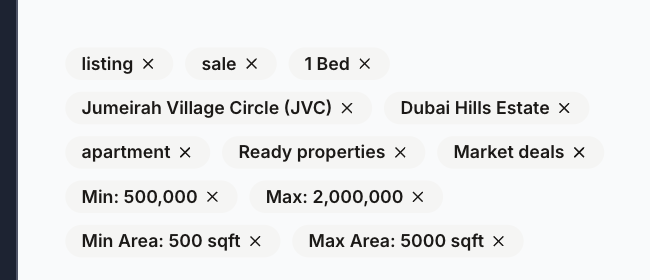 listing × sale × 1 Bed ×
Jumeirah Village Circle (JVC) × Dubai Hills Estate ×
apartment × Ready properties × Market deals ×
Min: 500,000 × Max: 2,000,000 ×
Min Area: 500 sqft × Max Area: 5000 sqft ×